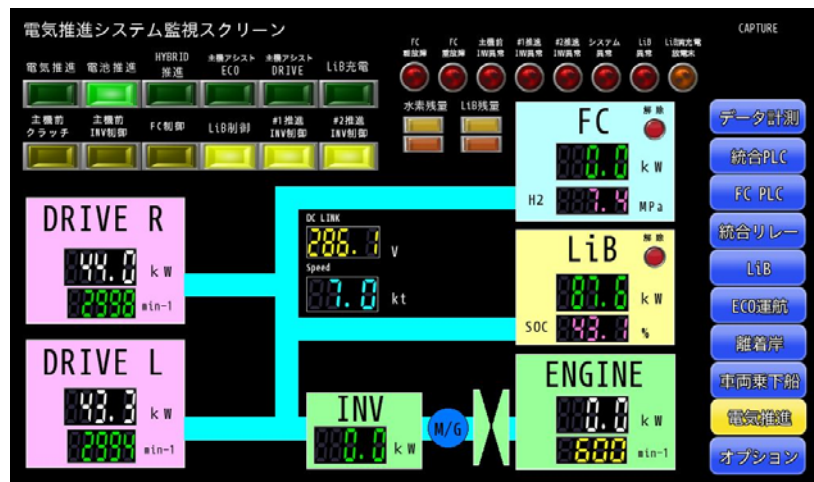 電気推進システム監視スクリーン
CAPTURE
FC
軽故障
FC
重故障
主機前
INV異常
#1推進
INV異常
#2推進
INV異常
システム
異常
LiB
異常
LiB満充電
放電末
電気推進
電池推進
HYBRID
推進
主機アシスト
ECO
主機アシスト
DRIVE
LiB充電
主機前
クラッチ
主機前
INV制御
FC制御
LiB制御
#1推進
INV制御
#2推進
INV制御
水素残量
LiB残量
FC
解除
0.0 kW
H2 7.4 MPa
DRIVE R
44.0 kW
2998 min-1
DC LINK
286.1 V
Speed
7.0 kt
LiB
解除
87.6 kW
SOC 43.1 %
DRIVE L
43.3 kW
2994 min-1
INV
0.0 kW
M/G
ENGINE
0.0 kW
600 min-1
データ計測
統合PLC
FC PLC
統合リレー
LiB
ECO運航
離着岸
車両乗下船
電気推進
オプション